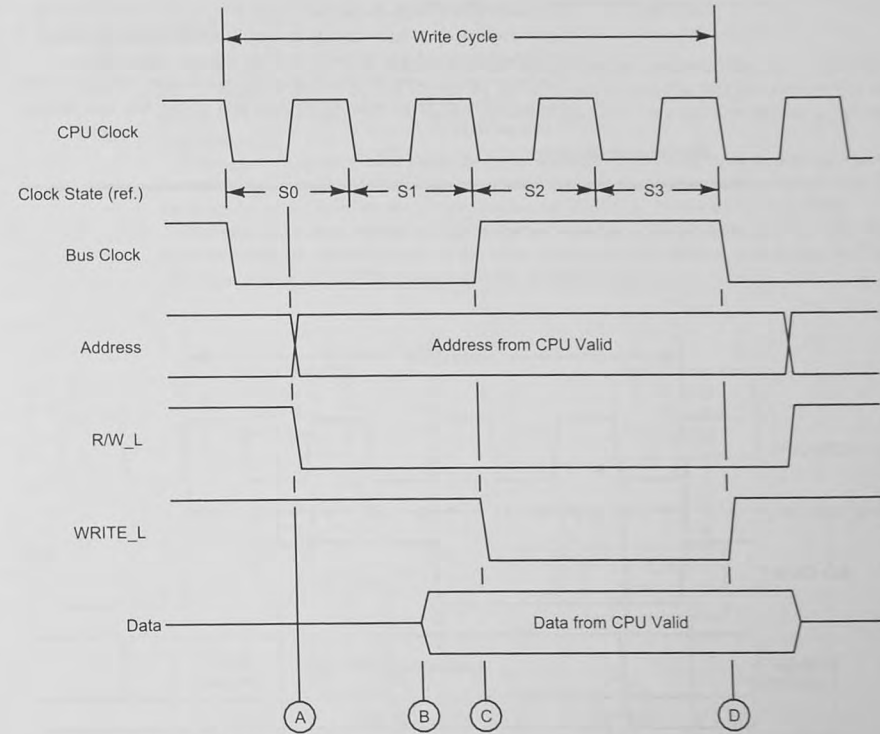 Write Cycle
CPU Clock
Clock State (ref.)
S0
S1
S2
S3
Bus Clock
Address
Address from CPU Valid
R/W_L
WRITE_L
Data
Data from CPU Valid
A
B
C
D